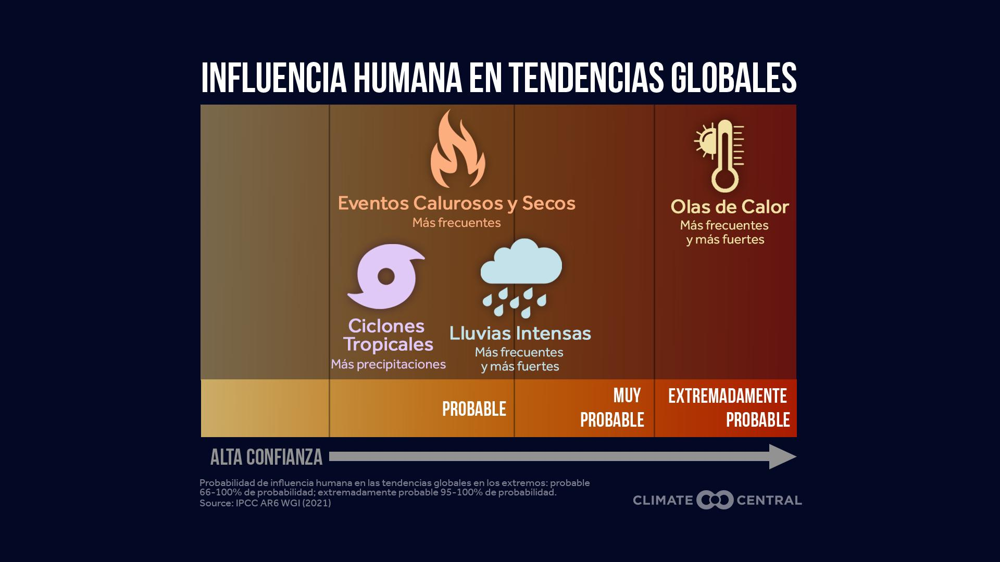 INFLUENCIA HUMANA EN TENDENCIAS GLOBALES
Eventos Calurosos y Secos
Más frecuentes
Olas de Calor
Más frecuentes
y más fuertes
Ciclones
Tropicales
Más precipitaciones
Lluvias Intensas
Más frecuentes
y más fuertes
PROBABLE
MUY
PROBABLE
EXTREMADAMENTE
PROBABLE
ALTA CONFIANZA
Probabilidad de influencia humana en las tendencias globales en los extremos: probable
66-100% de probabilidad; extremadamente probable 95-100% de probabilidad.
Source: IPCC AR6 WGI (2021)
CLIMATE CENTRAL